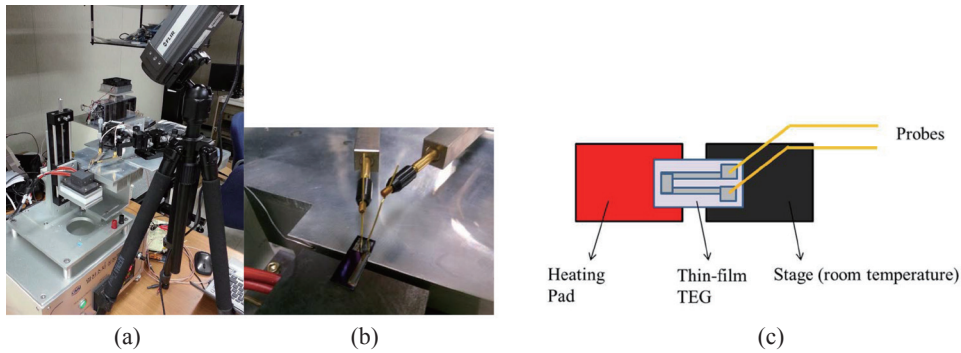 FLIR
Probes
Heating
Pad
Thin-film
TEG
Stage (room temperature)
(a)
(b)
(c)